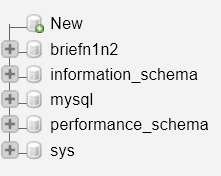 New
briefn1n2
information_schema
mysql
performance_schema
sys